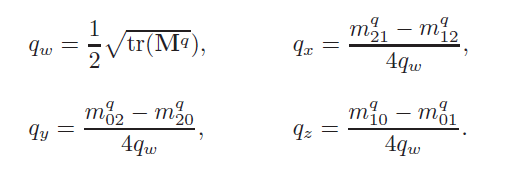 $q_w = \frac{1}{2}\sqrt{\mathrm{tr}(\mathbf{M}^q)},$ $q_x = \frac{m^q_{21} - m^q_{12}}{4q_w},$
$q_y = \frac{m^q_{02} - m^q_{20}}{4q_w},$ $q_z = \frac{m^q_{10} - m^q_{01}}{4q_w}.$